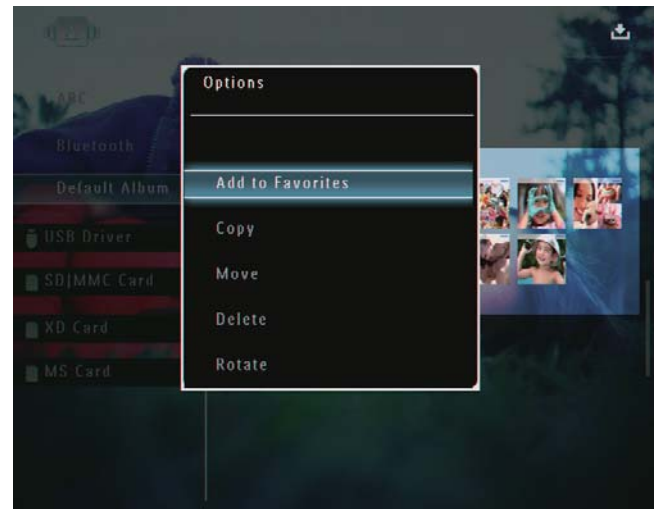 Options
Add to Favorites
Copy
Move
Delete
Rotate
ABC
Bluetooth
Default Album
USB Driver
SD|MMC Card
XD Card
MS Card